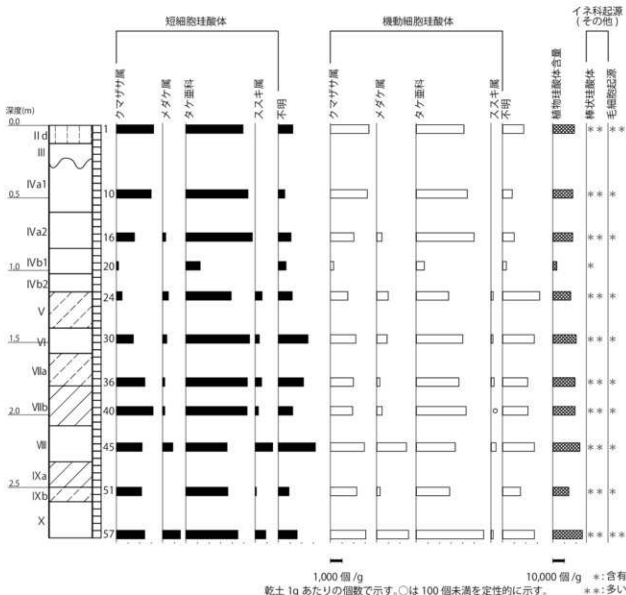 短細胞珪酸体
機動細胞珪酸体
イネ科起源
(その他)
クマザサ属
メダケ属
タケ亜科
ススキ属
不明
クマザサ属
メダケ属
タケ亜科
ススキ属
不明
植物珪酸体含量
棒状珪酸体
毛細胞起源
深度(m)
0.0
IId
1
** **
III
IVa1
0.5
10
** *
IVa2
16
** *
IVb1
20
*
1.0
IVb2
24
** *
V
1.5
VI
30
** *
VIIa
36
** *
VIIb
2.0
40
○
** *
VIII
45
** *
IXa
2.5
51
** *
IXb
X
57
** **
1,000 個 /g
10,000 個 /g
*: 含有
乾土 1g あたりの個数で示す。○は 100 個未満を定性的に示す。
**: 多い